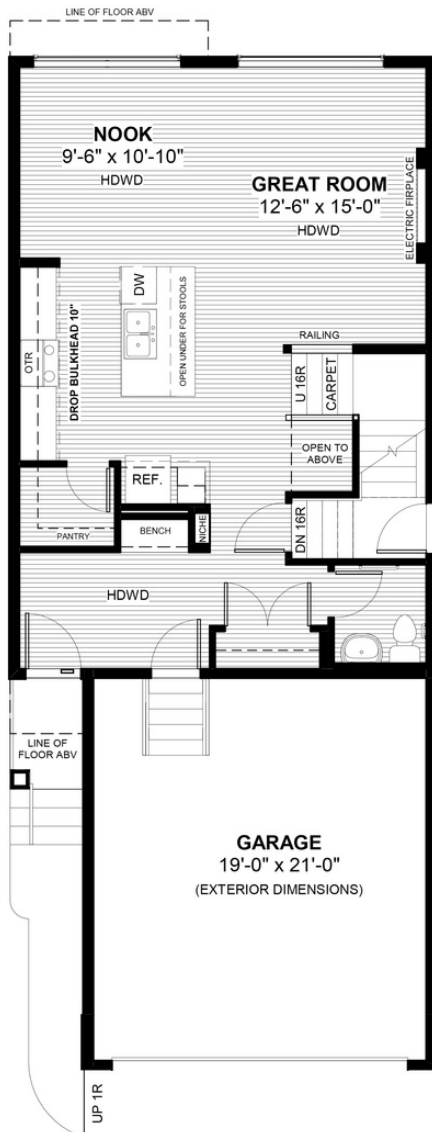 LINE OF FLOOR ABV
NOOK
9'-6" x 10'-10"
HDWD
GREAT ROOM
12'-6" x 15'-0"
HDWD
ELECTRIC FIRPLACE
DW
OPEN UNDER FOR STOOLS
DROP BULKHEAD 10"
OTR
RAILING
U 16R
CARPET
OPEN TO
ABOVE
REF.
PANTRY
BENCH
NICHE
DN 16R
HDWD
LINE OF
FLOOR ABV
GARAGE
19'-0" x 21'-0"
(EXTERIOR DIMENSIONS)
UP 1R